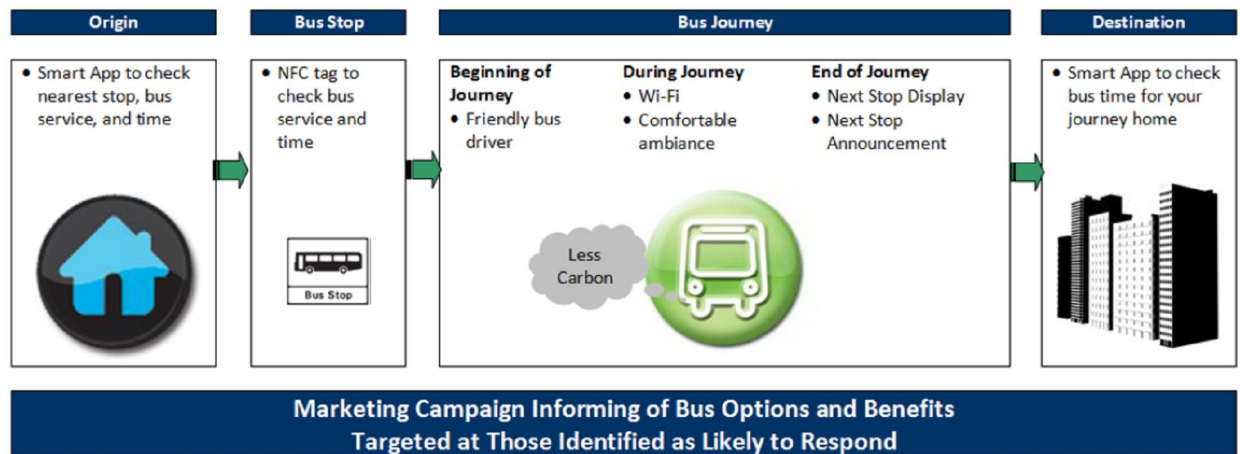 Origin
Bus Stop
Bus Journey
Destination
• Smart App to check
nearest stop, bus
service, and time
• NFC tag to
check bus
service and
time
Beginning of
Journey
• Friendly bus
driver
During Journey
• Wi-Fi
• Comfortable
ambiance
End of Journey
• Next Stop Display
• Next Stop
Announcement
• Smart App to check
bus time for your
journey home
Bus Stop
Less
Carbon
Marketing Campaign Informing of Bus Options and Benefits
Targeted at Those Identified as Likely to Respond